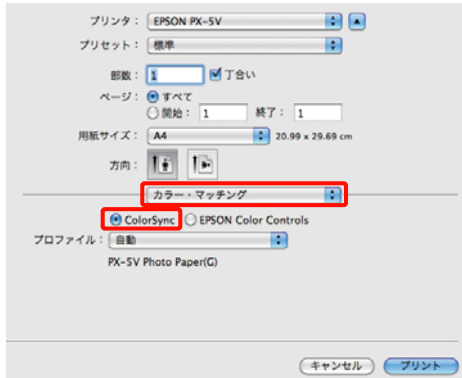 プリンタ： EPSON PX-5V
プリセット： 標準
部数： 1 丁合い
ページ： すべて
開始： 1 終了： 1
用紙サイズ： A4 20.99 x 29.69 cm
方向：
カラー・マッチング
ColorSync EPSON Color Controls
プロファイル： 自動
PX-5V Photo Paper(G)
キャンセル プリント